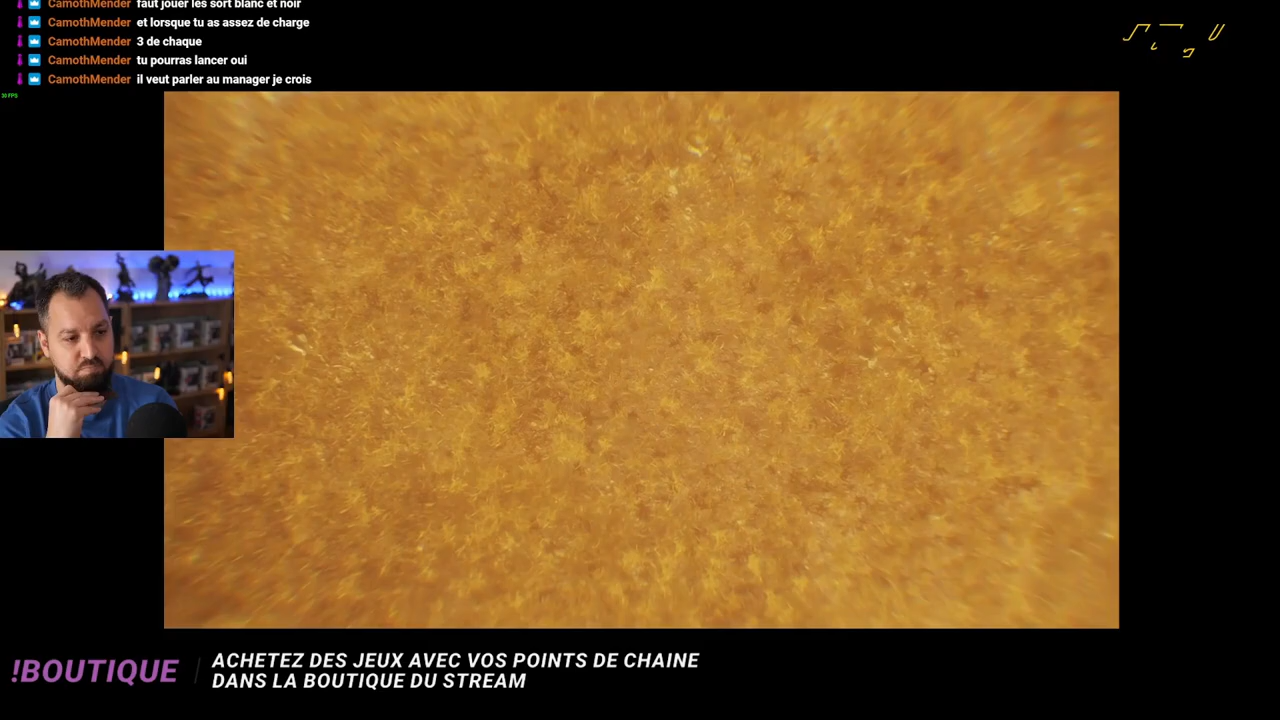 CamothMender faut jouer les sort blanc et noir
CamothMender et lorsque tu as assez de charge
CamothMender 3 de chaque
CamothMender tu pourras lancer oui
CamothMender il veut parler au manager je crois
30 FPS
!BOUTIQUE
ACHETEZ DES JEUX AVEC VOS POINTS DE CHAINE
DANS LA BOUTIQUE DU STREAM